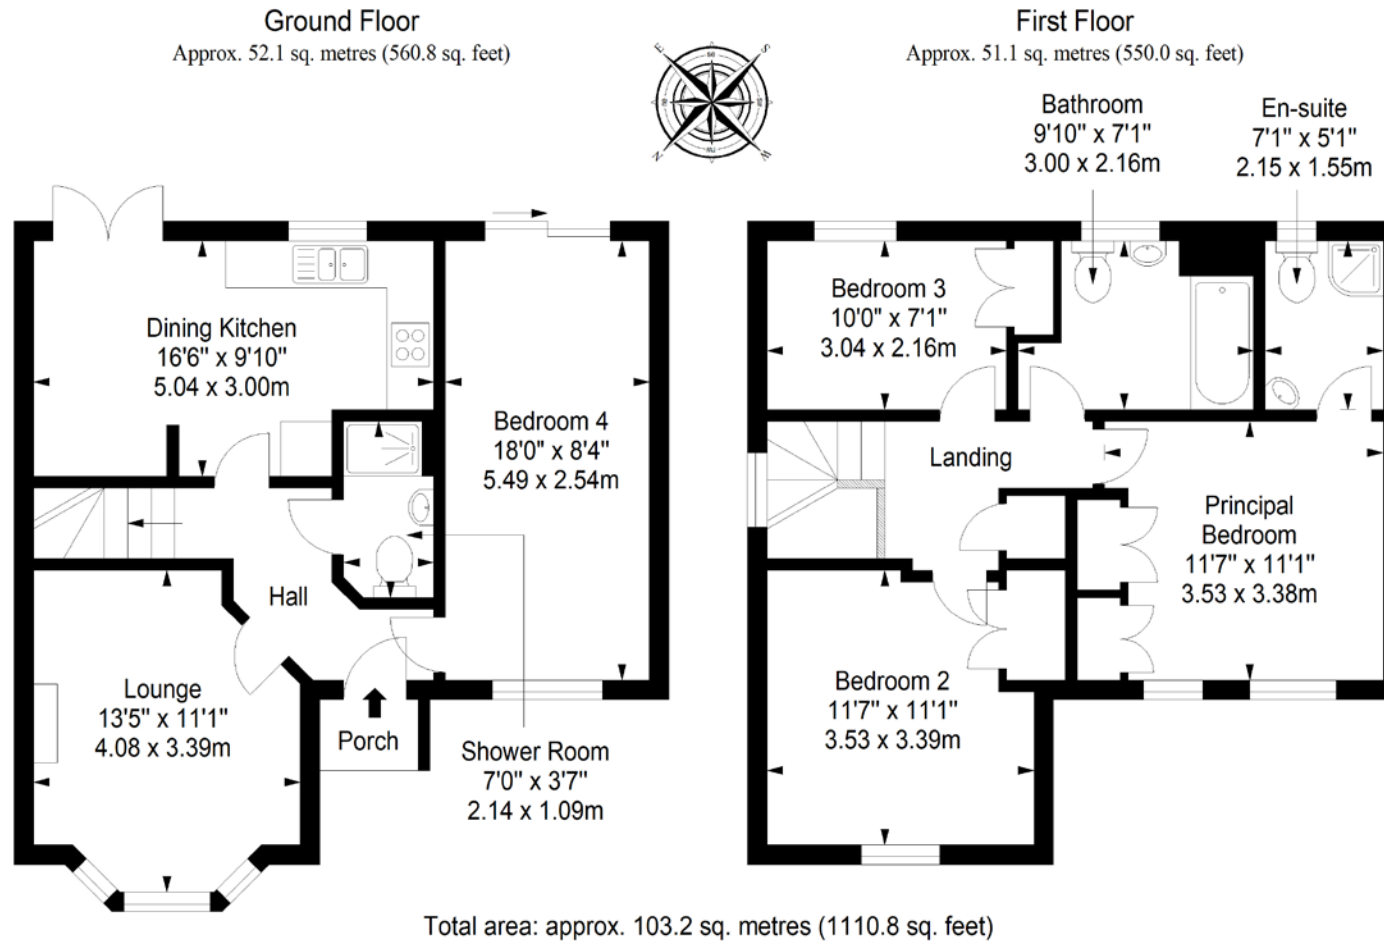 Ground Floor
Approx. 52.1 sq. metres (560.8 sq. feet)
First Floor
Approx. 51.1 sq. metres (550.0 sq. feet)
E
S
N
W
Bathroom
9'10" x 7'1"
3.00 x 2.16m
En-suite
7'1" x 5'1"
2.15 x 1.55m
Dining Kitchen
16'6" x 9'10"
5.04 x 3.00m
Bedroom 4
18'0" x 8'4"
5.49 x 2.54m
Bedroom 3
10'0" x 7'1"
3.04 x 2.16m
Landing
Principal
Bedroom
11'7" x 11'1"
3.53 x 3.38m
Hall
Lounge
13'5" x 11'1"
4.08 x 3.39m
Porch
Shower Room
7'0" x 3'7"
2.14 x 1.09m
Bedroom 2
11'7" x 11'1"
3.53 x 3.39m
Total area: approx. 103.2 sq. metres (1110.8 sq. feet)